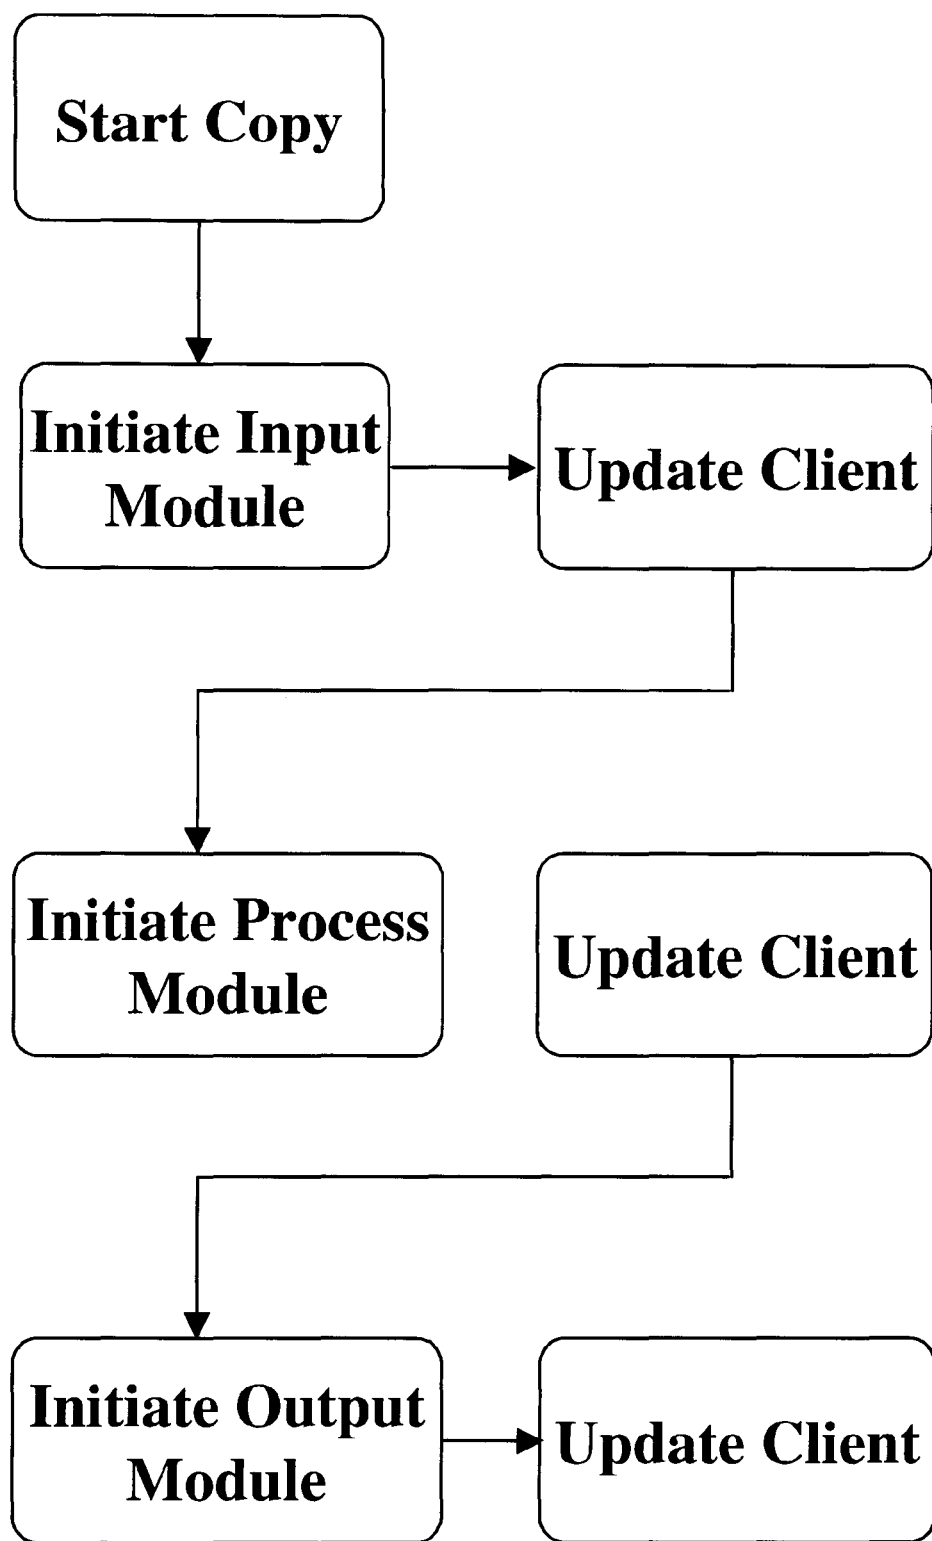 Start Copy
Initiate Input
Module
Update Client
Initiate Process
Module
Update Client
Initiate Output
Module
Update Client